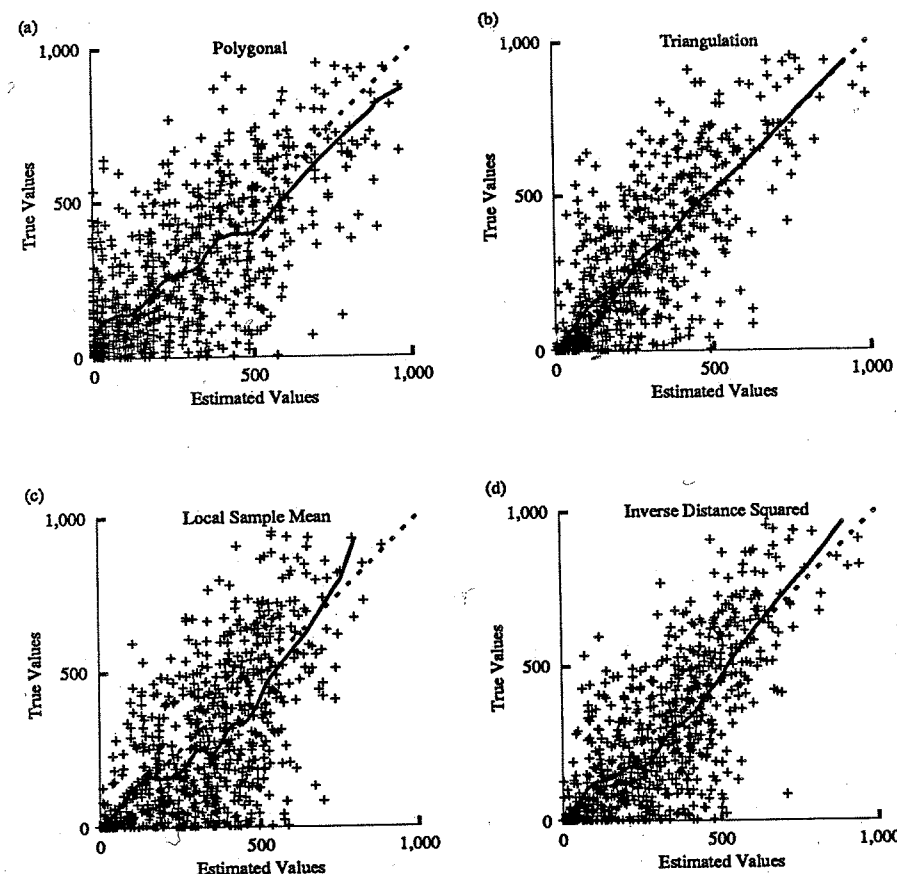 (a)
Polygonal
1,000
500
0
True Values
0 500 1,000
Estimated Values
(b)
Triangulation
1,000
500
0
True Values
0 500 1,000
Estimated Values
(c)
Local Sample Mean
1,000
500
0
True Values
0 500 1,000
Estimated Values
(d)
Inverse Distance Squared
1,000
500
0
True Values
0 500 1,000
Estimated Values